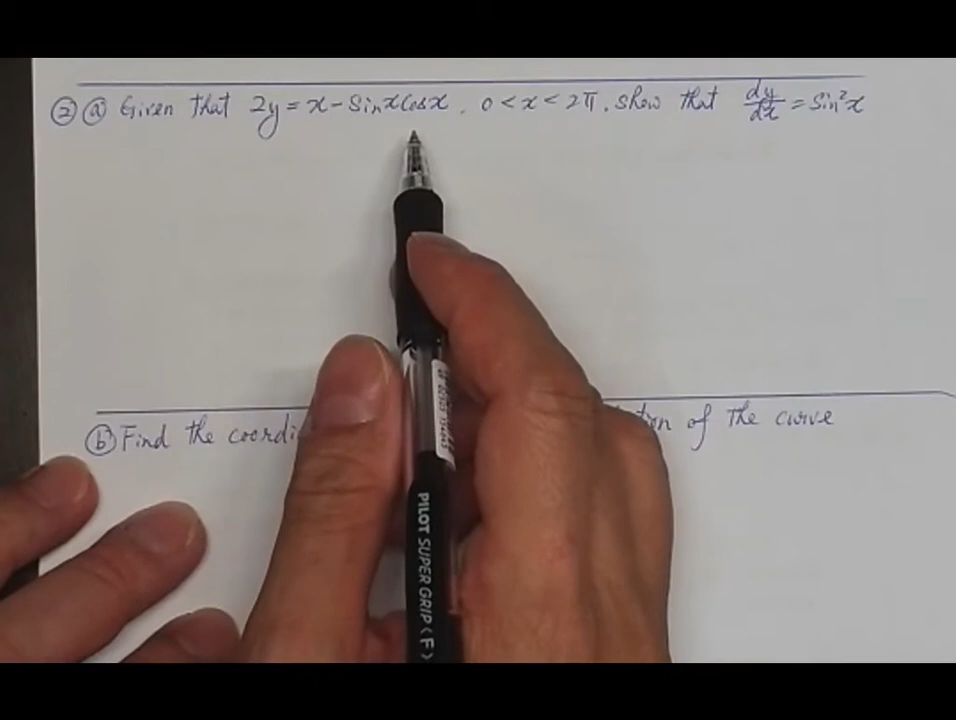 ② ⓐ Given that 2y = x - Sinx Cosx , 0 < x < 2π . show that dy/dx = Sin²x
ⓑ Find the of the curve
PILOT SUPER GRIP < F >